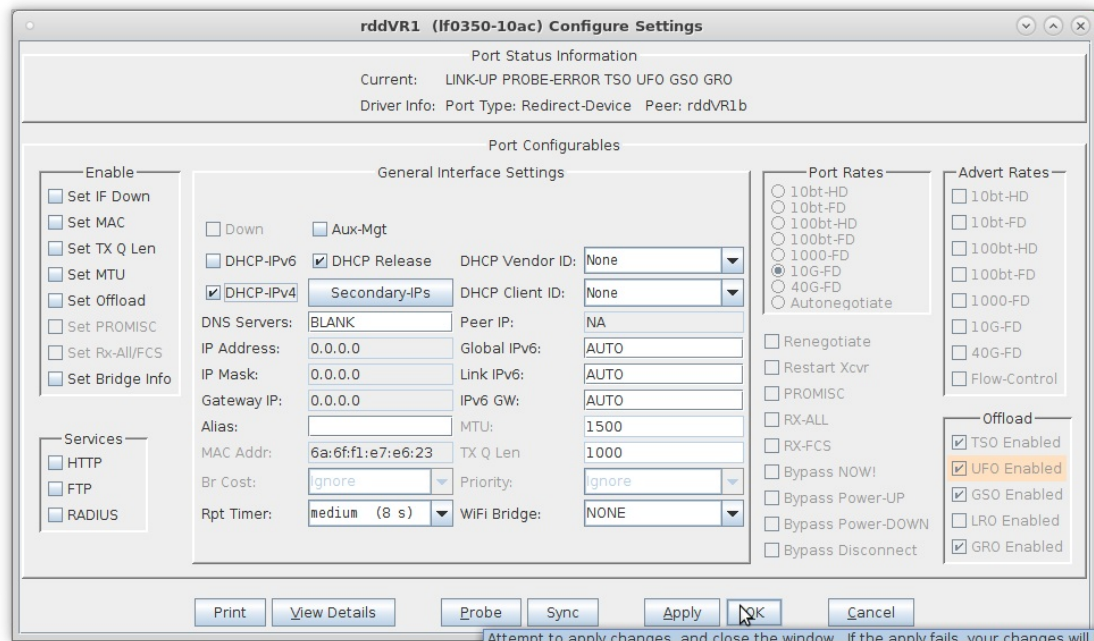 rddVR1 (lf0350-10ac) Configure Settings
Port Status Information
Current: LINK-UP PROBE-ERROR TSO UFO GSO GRO
Driver Info: Port Type: Redirect-Device Peer: rddVR1b
Port Configurables
Enable
Set IF Down
Set MAC
Set TX Q Len
Set MTU
Set Offload
Set PROMISC
Set Rx-All/FCS
Set Bridge Info
Services
HTTP
FTP
RADIUS
General Interface Settings
Down Aux-Mgt
DHCP-IPv6 DHCP Release DHCP Vendor ID: None
DHCP-IPv4 Secondary-IPs DHCP Client ID: None
DNS Servers: BLANK Peer IP: NA
IP Address: 0.0.0.0 Global IPv6: AUTO
IP Mask: 0.0.0.0 Link IPv6: AUTO
Gateway IP: 0.0.0.0 IPv6 GW: AUTO
Alias: MTU: 1500
MAC Addr: 6a:6f:f1:e7:e6:23 TX Q Len 1000
Br Cost: Ignore Priority: Ignore
Rpt Timer: medium (8 s) WiFi Bridge: NONE
Port Rates
10bt-HD
10bt-FD
100bt-HD
100bt-FD
1000-FD
10G-FD
40G-FD
Autonegotiate
Renegotiate
Restart Xcvr
PROMISC
RX-ALL
RX-FCS
Bypass NOW!
Bypass Power-UP
Bypass Power-DOWN
Bypass Disconnect
Advert Rates
10bt-HD
10bt-FD
100bt-HD
100bt-FD
1000-FD
10G-FD
40G-FD
Flow-Control
Offload
TSO Enabled
UFO Enabled
GSO Enabled
LRO Enabled
GRO Enabled
Print View Details Probe Sync Apply OK Cancel
Attempt to apply changes, and close the window. If the apply fails, your changes will